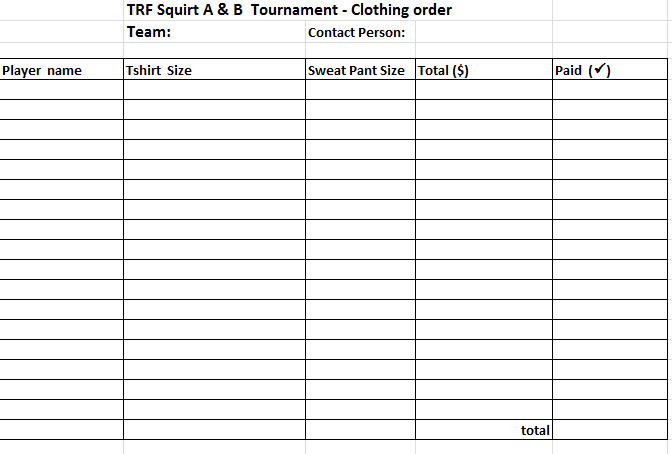 TRF Squirt A & B  Tournament - Clothing order
Team: Contact Person:
Player name Tshirt Size Sweat Pant Size Total ($) Paid (✓)
total